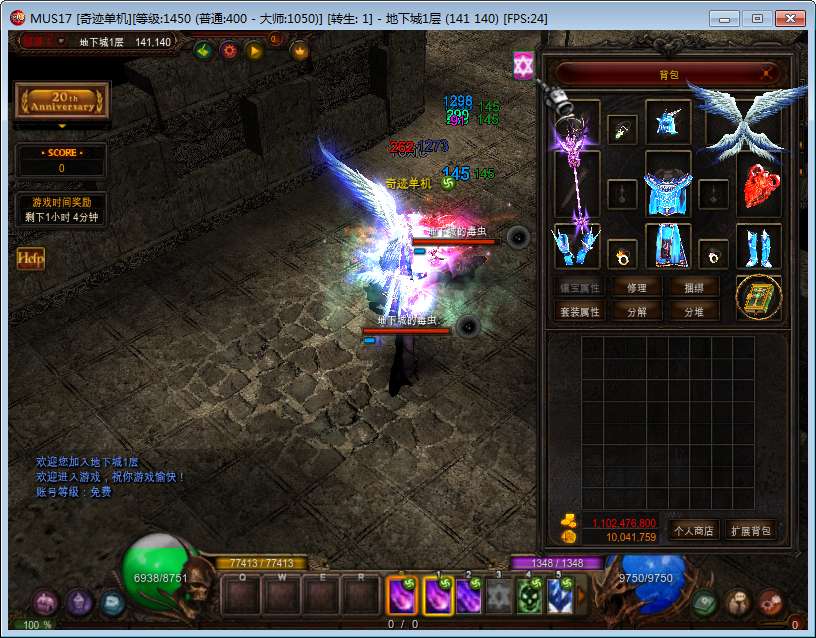 MUS17 [奇迹单机][等级:1450 (普通:400 - 大师:1050)] [转生: 1] - 地下城1层 (141 140) [FPS:24]
地下城1层 141,140
20th
Anniversary
• SCORE •
0
游戏时间奖励
剩下1小时 4分钟
Help
1298
145
145
262
1273
145
145
奇迹单机
地下城的毒虫
地下城的毒虫
背包
镶宝属性 修理 捆绑
套装属性 分解 分堆
1,102,476,800
10,041,759
个人商店 扩展背包
欢迎您加入地下城1层
欢迎进入游戏，祝你游戏愉快！
账号等级：免费
77413 / 77413
1348 / 1348
6938/8751
9750/9750
Q W E R
1 2 3 4 5
0 / 0
100 %
0